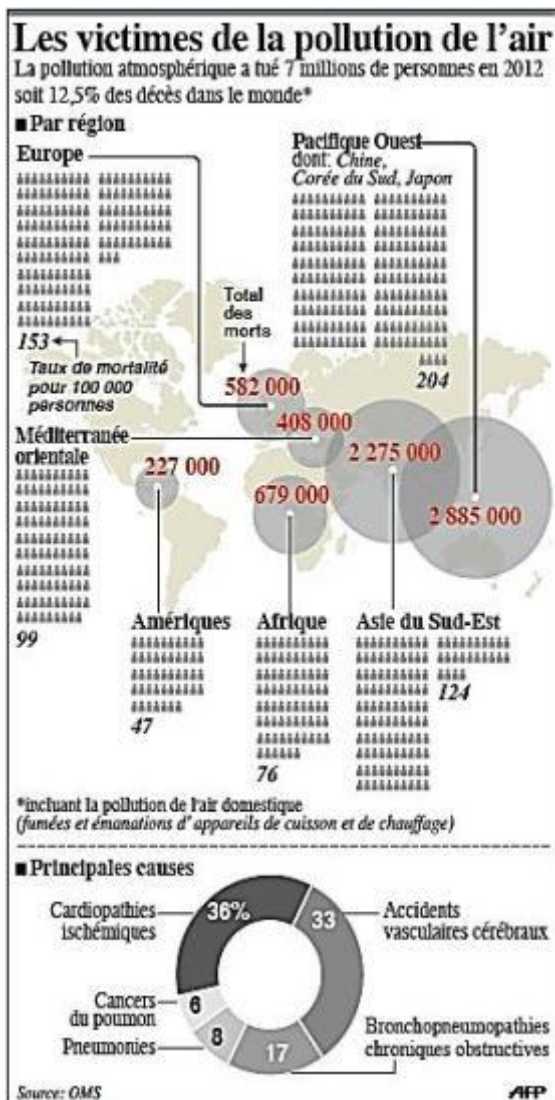 Les victimes de la pollution de l'air
La pollution atmosphérique a tué 7 millions de personnes en 2012
soit 12,5% des décès dans le monde*
Par région
Europe
153
Taux de mortalité
pour 100 000
personnes
Pacifique Ouest
dont: Chine,
Corée du Sud, Japon
204
Total
des
morts
582 000
408 000
Méditerranée
orientale
99
227 000
679 000
2 275 000
2 885 000
Amériques
47
Afrique
76
Asie du Sud-Est
124
*incluant la pollution de l'air domestique
(fumées et émanations d'appareils de cuisson et de chauffage)
Principales causes
Cardiopathies
ischémiques
36%
33
Accidents
vasculaires cérébraux
Cancers
du poumon
6
Pneumonies
8
17
Bronchopneumopathies
chroniques obstructives
Source: OMS
AFP